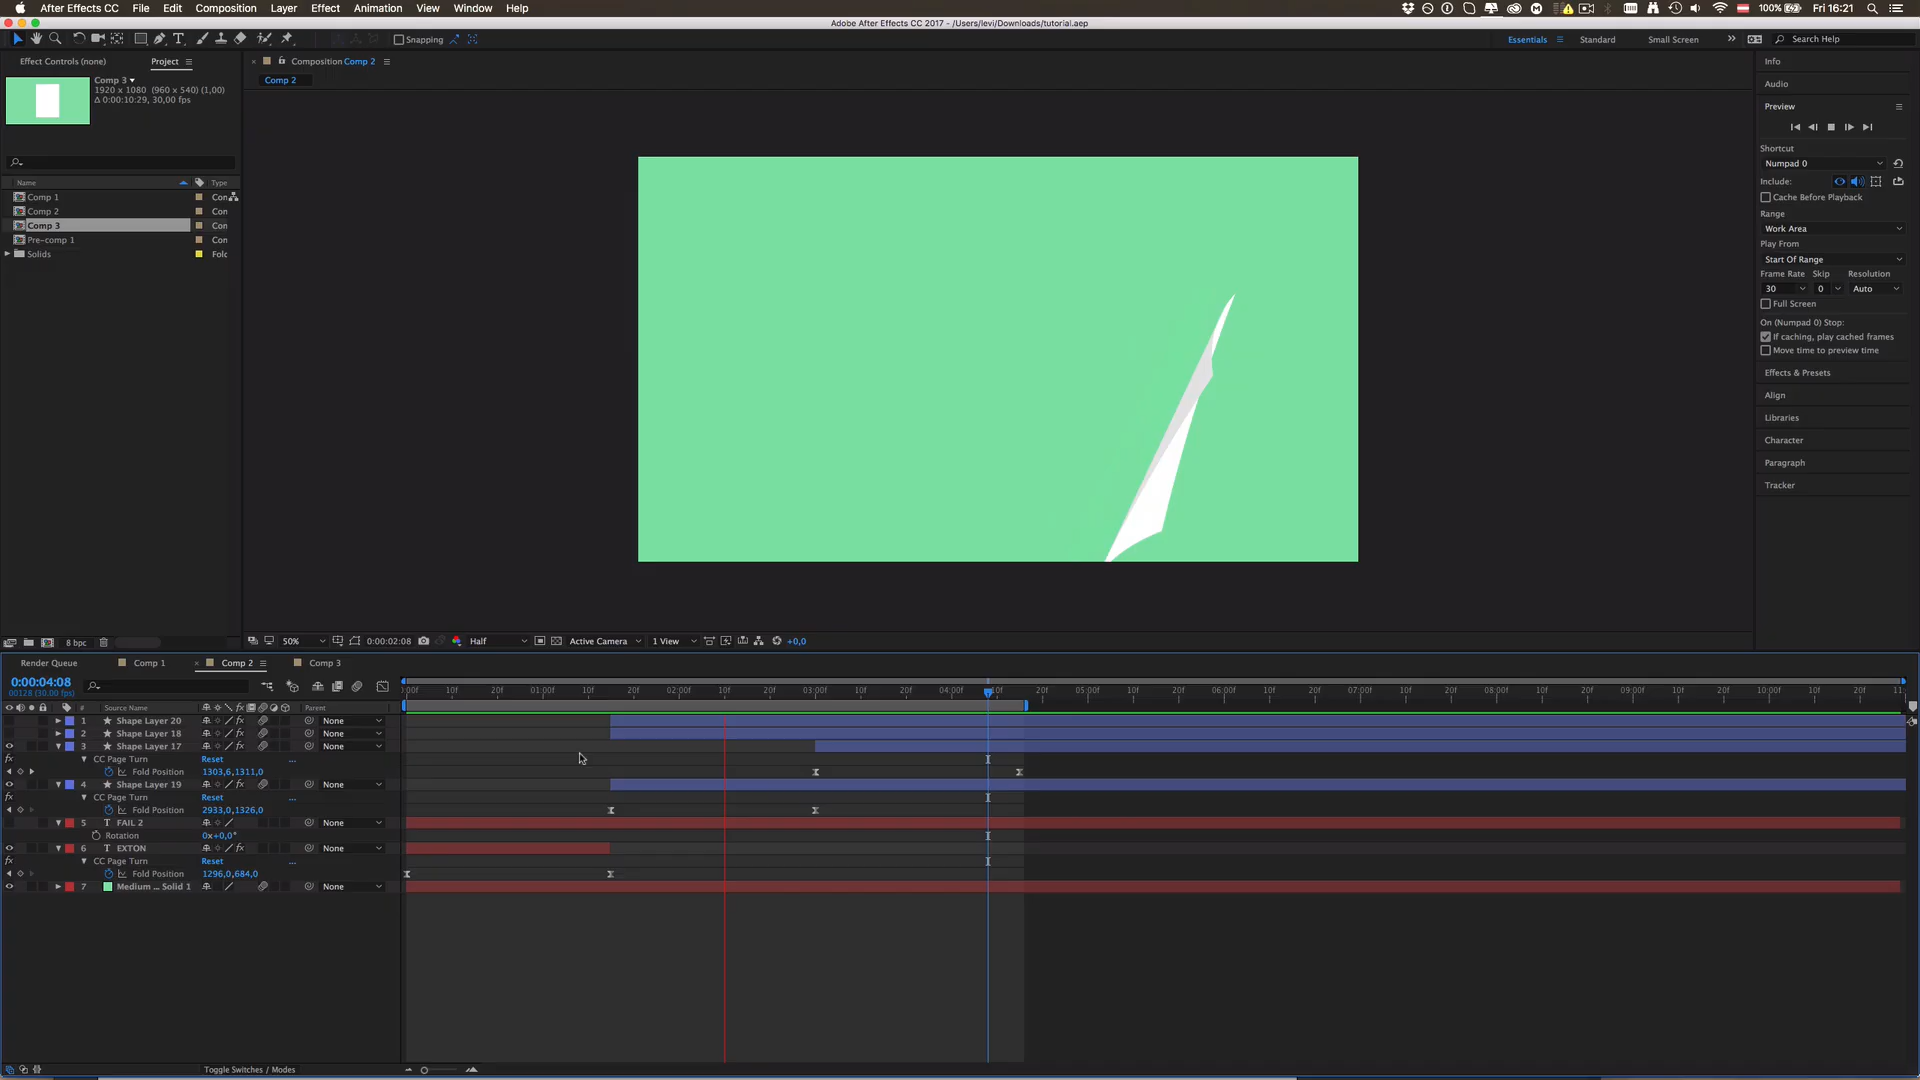 After Effects CC File Edit Composition Layer Effect Animation View Window Help 100% Fri 16:21
Adobe After Effects CC 2017 - /Users/levi/Downloads/tutorial.aep
Snapping Essentials Standard Small Screen Search Help
Effect Controls (none) Project
Composition Comp 2
Comp 2
Comp 3
1920 x 1080 (960 x 540) (1,00)
Δ 0:00:10:29, 30,00 fps
Name Type
Comp 1 Con
Comp 2 Con
Comp 3 Con
Pre-comp 1 Con
Solids Folc
8 bpc
50% 0:00:02:08 Half Active Camera 1 View +0,0
Info
Audio
Preview
Shortcut
Numpad 0
Include:
Cache Before Playback
Range
Work Area
Play From
Start Of Range
Frame Rate Skip Resolution
30 0 Auto
Full Screen
On (Numpad 0) Stop:
If caching, play cached frames
Move time to preview time
Effects & Presets
Align
Libraries
Character
Paragraph
Tracker
Render Queue Comp 1 Comp 2 Comp 3
0:00:04:08
00128 (30.00 fps)
:00f 10f 20f 01:00f 10f 20f 02:00f 10f 20f 03:00f 10f 20f 04:00f 20f 05:00f 10f 20f 06:00f 10f 20f 07:00f 10f 20f 08:00f 10f 20f 09:00f 10f 20f 10:00f 10f 20f 11:
# Source Name Parent
1 Shape Layer 20 None
2 Shape Layer 18 None
3 Shape Layer 17 None
CC Page Turn Reset ...
Fold Position 1303,6,1311,0
4 Shape Layer 19 None
CC Page Turn Reset ...
Fold Position 2933,0,1326,0
5 T FAIL 2 None
Rotation 0x+0,0°
6 T EXTON None
CC Page Turn Reset ...
Fold Position 1296,0,684,0
7 Medium ... Solid 1 None
Toggle Switches / Modes